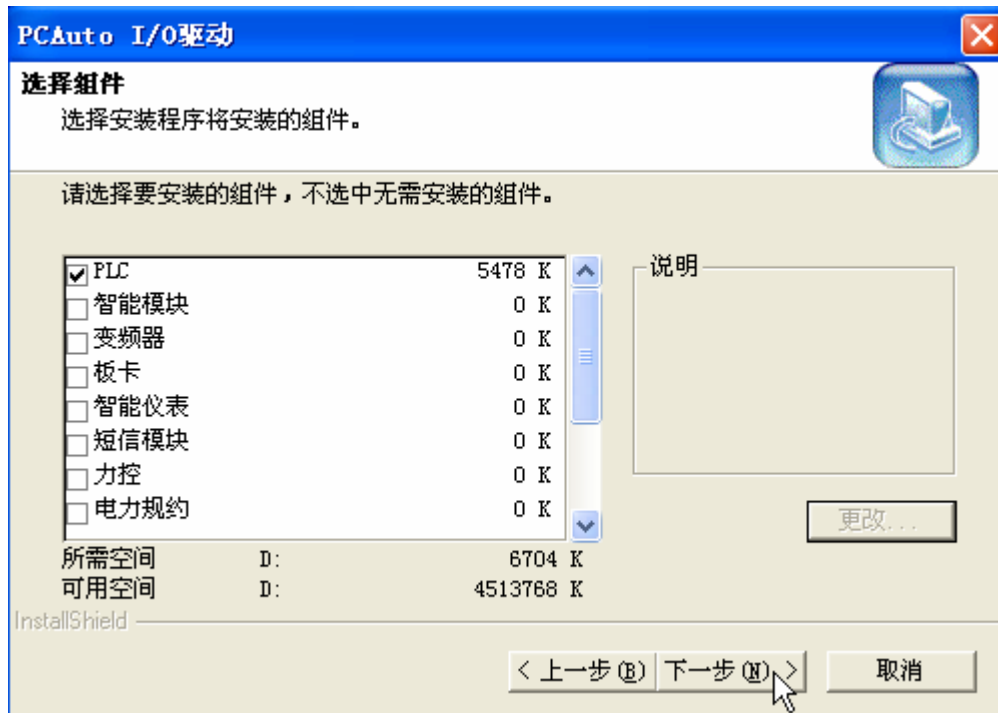 PCAuto I/O驱动
选择组件
选择安装程序将安装的组件。
请选择要安装的组件，不选中无需安装的组件。
PLC 5478 K
智能模块 0 K
变频器 0 K
板卡 0 K
智能仪表 0 K
短信模块 0 K
力控 0 K
电力规约 0 K
说明
更改...
所需空间 D: 6704 K
可用空间 D: 4513768 K
InstallShield
< 上一步(B) 下一步(N) > 取消